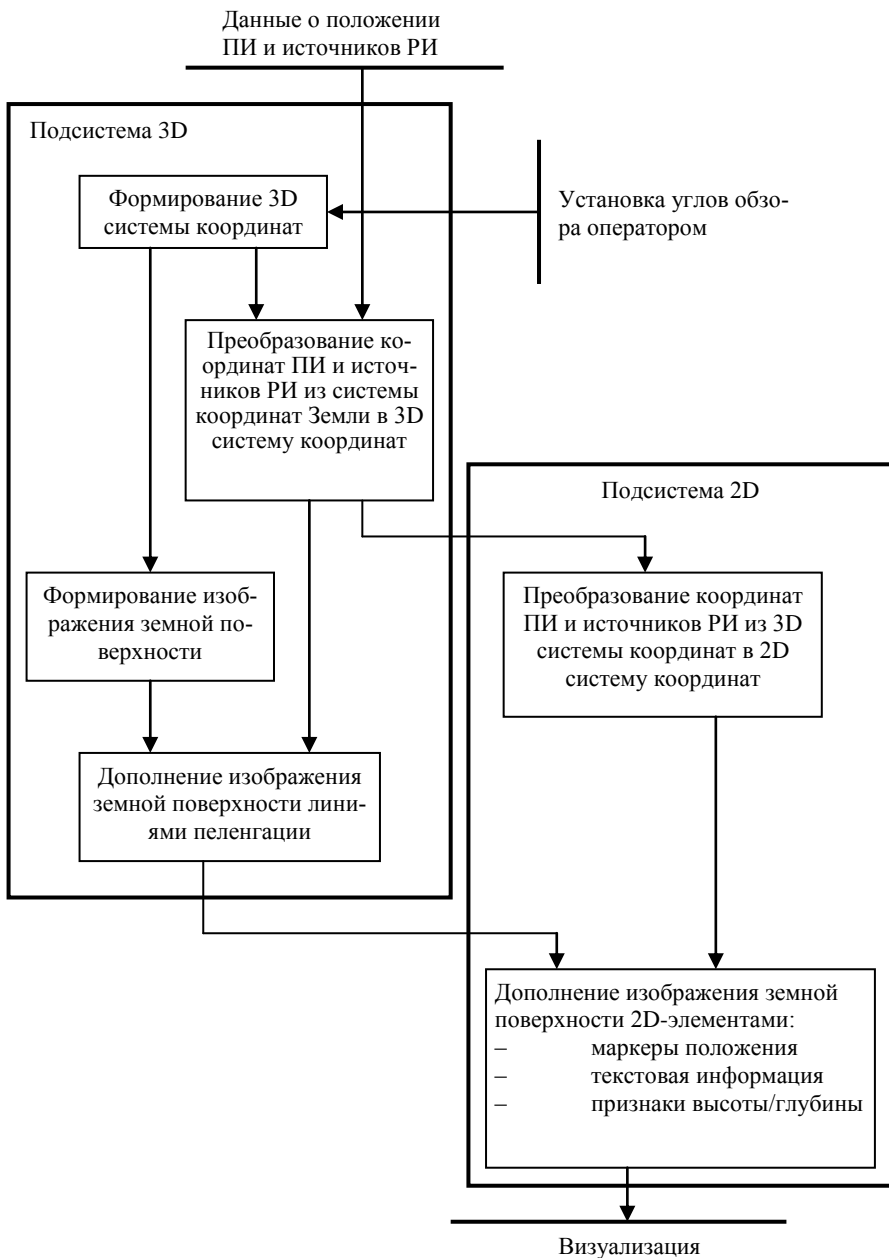 Данные о положении
ПИ и источников РИ
Подсистема 3D
Формирование 3D
системы координат
Установка углов обзо-
ра оператором
Преобразование ко-
ординат ПИ и источ-
ников РИ из системы
координат Земли в 3D
систему координат
Подсистема 2D
Формирование изоб-
ражения земной по-
верхности
Преобразование координат
ПИ и источников РИ из 3D
системы координат в 2D
систему координат
Дополнение изображения
земной поверхности лини-
ями пеленгации
Дополнение изображения земной
поверхности 2D-элементами:
– маркеры положения
– текстовая информация
– признаки высоты/глубины
Визуализация